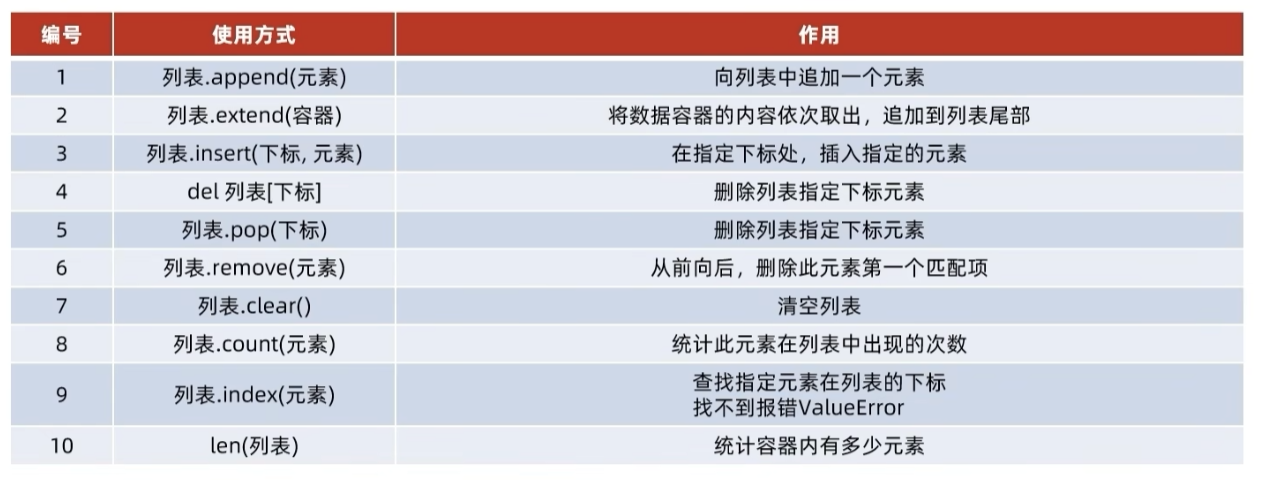 编号 使用方式 作用
1 列表.append(元素) 向列表中追加一个元素
2 列表.extend(容器) 将数据容器的内容依次取出，追加到列表尾部
3 列表.insert(下标, 元素) 在指定下标处，插入指定的元素
4 del 列表[下标] 删除列表指定下标元素
5 列表.pop(下标) 删除列表指定下标元素
6 列表.remove(元素) 从前向后，删除此元素第一个匹配项
7 列表.clear() 清空列表
8 列表.count(元素) 统计此元素在列表中出现的次数
9 列表.index(元素) 查找指定元素在列表的下标
找不到报错ValueError
10 len(列表) 统计容器内有多少元素